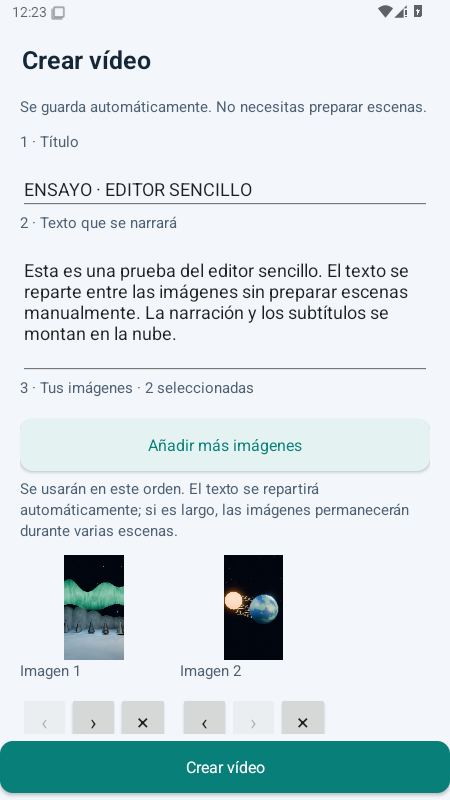 12:23
Crear vídeo
Se guarda automáticamente. No necesitas preparar escenas.
1 · Título
ENSAYO · EDITOR SENCILLO
2 · Texto que se narrará
Esta es una prueba del editor sencillo. El texto se
reparte entre las imágenes sin preparar escenas
manualmente. La narración y los subtítulos se
montan en la nube.
3 · Tus imágenes · 2 seleccionadas
Añadir más imágenes
Se usarán en este orden. El texto se repartirá
automáticamente; si es largo, las imágenes permanecerán
durante varias escenas.
Imagen 1 Imagen 2
‹ › × ‹ › ×
Crear vídeo